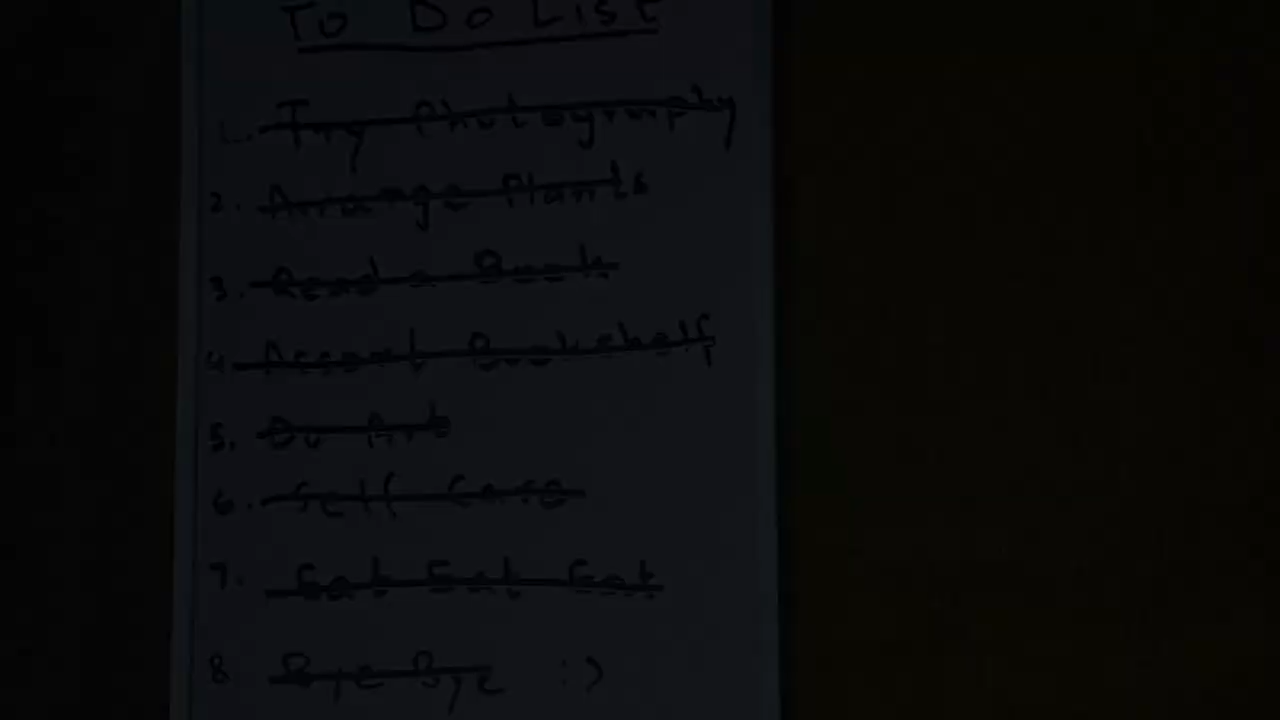 To Do List
1. Try Photography
2. Arrange Plants
3. Read a Book
4. Assort Bookshelf
5. Do Art
6. Self Care
7. Eat Eat Eat
8. Bye Bye :)